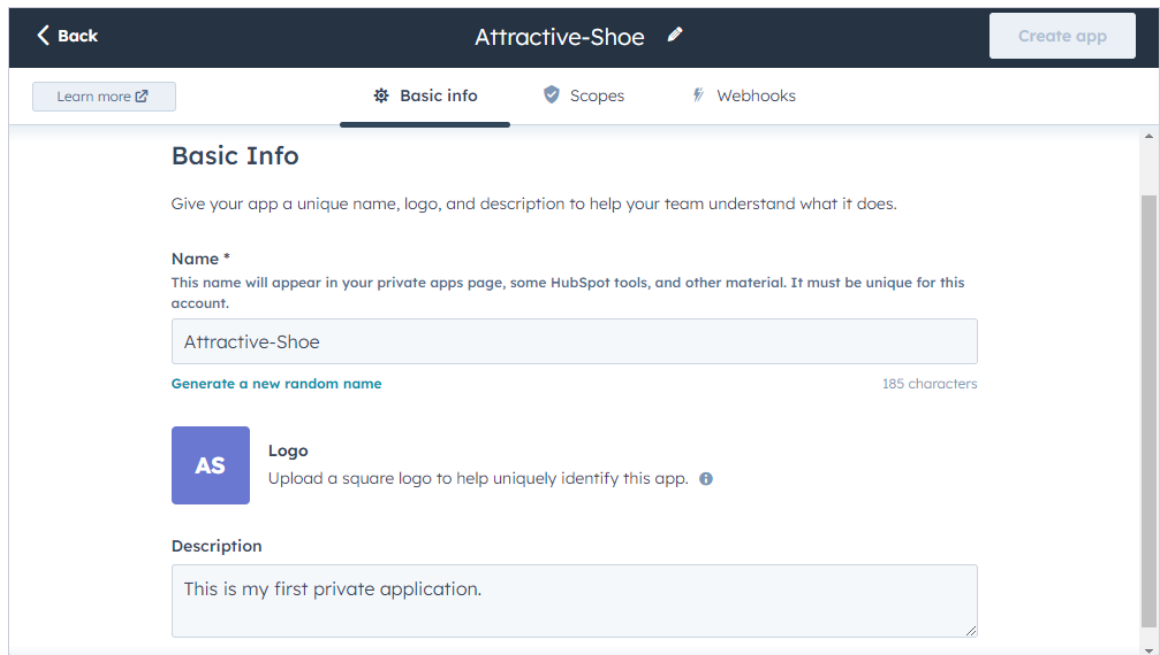 Back
Attractive-Shoe
Create app
Learn more
Basic info
Scopes
Webhooks
Basic Info
Give your app a unique name, logo, and description to help your team understand what it does.
Name *
This name will appear in your private apps page, some HubSpot tools, and other material. It must be unique for this
account.
Attractive-Shoe
Generate a new random name
185 characters
AS
Logo
Upload a square logo to help uniquely identify this app.
Description
This is my first private application.